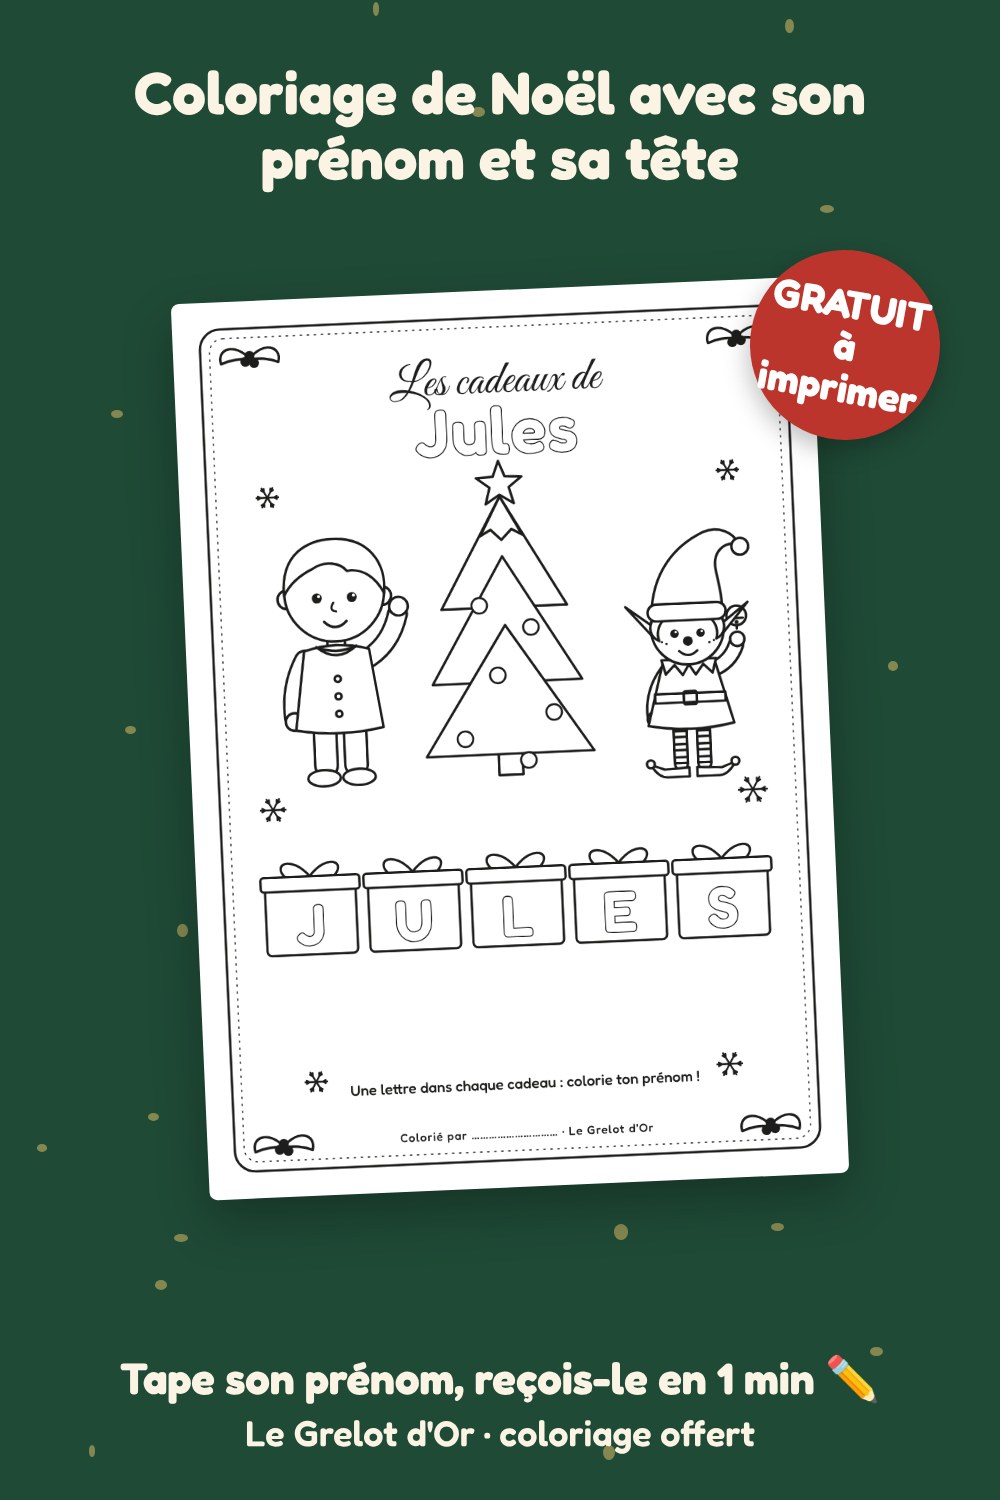 Coloriage de Noël avec son
prénom et sa tête
GRATUIT
à
imprimer
Les cadeaux de
Jules
J U L E S
Une lettre dans chaque cadeau : colorie ton prénom !
Colorié par .............................. · Le Grelot d'Or
Tape son prénom, reçois-le en 1 min ✏️
Le Grelot d'Or · coloriage offert